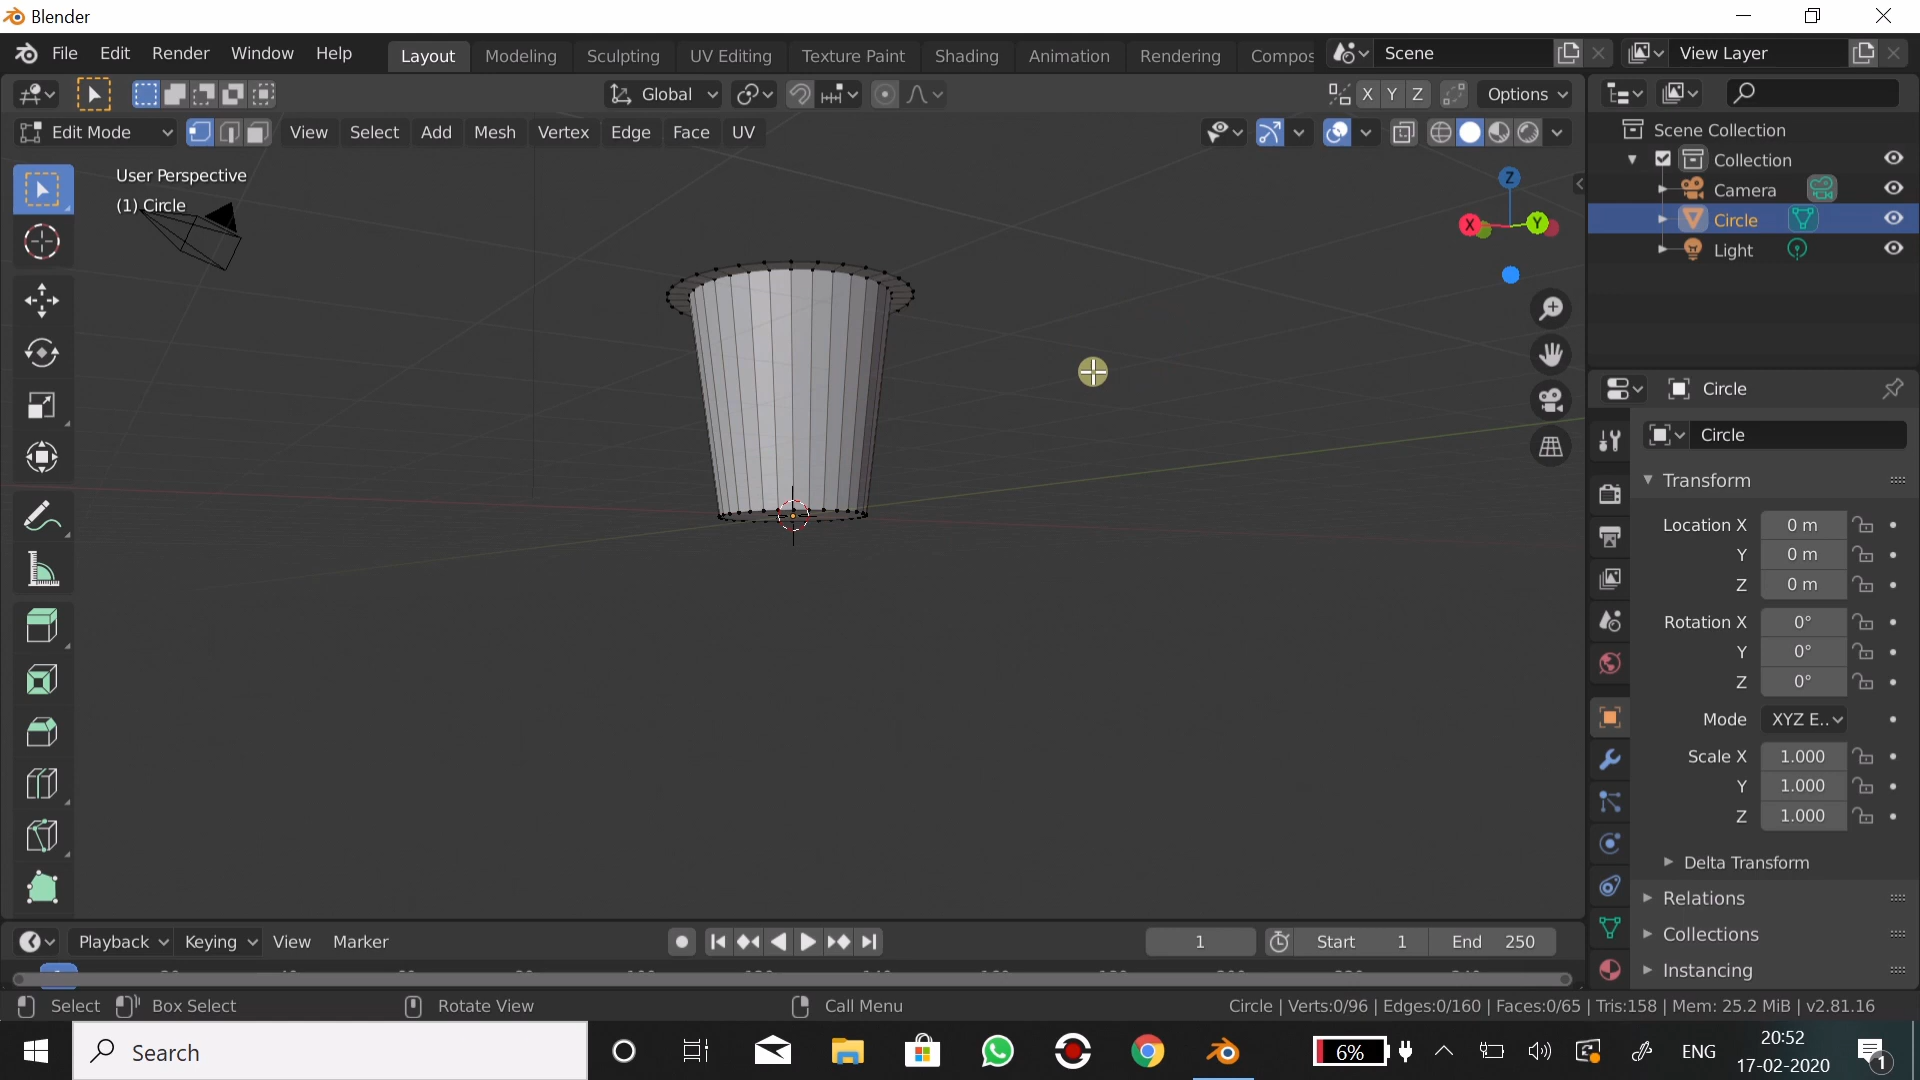 Blender
File Edit Render Window Help Layout Modeling Sculpting UV Editing Texture Paint Shading Animation Rendering Compos Scene View Layer
Global X Y Z Options
Edit Mode View Select Add Mesh Vertex Edge Face UV
User Perspective
(1) Circle
Z
X Y
Scene Collection
Collection
Camera
Circle
Light
Circle
Circle
Transform
Location X 0 m
Y 0 m
Z 0 m
Rotation X 0°
Y 0°
Z 0°
Mode XYZ E..
Scale X 1.000
Y 1.000
Z 1.000
Delta Transform
Relations
Collections
Instancing
Playback Keying View Marker 1 Start 1 End 250
Select Box Select Rotate View Call Menu Circle | Verts:0/96 | Edges:0/160 | Faces:0/65 | Tris:158 | Mem: 25.2 MiB | v2.81.16
Search 6% ENG 20:52
17-02-2020 1